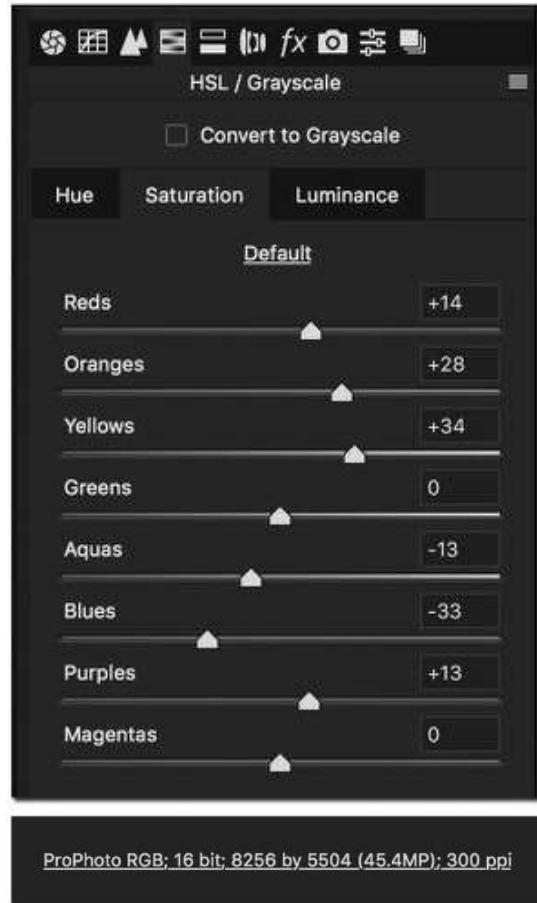 fx
HSL / Grayscale
Convert to Grayscale
Hue Saturation Luminance
Default
Reds +14
Oranges +28
Yellows +34
Greens 0
Aquas -13
Blues -33
Purples +13
Magentas 0
ProPhoto RGB; 16 bit; 8256 by 5504 (45.4MP); 300 ppi